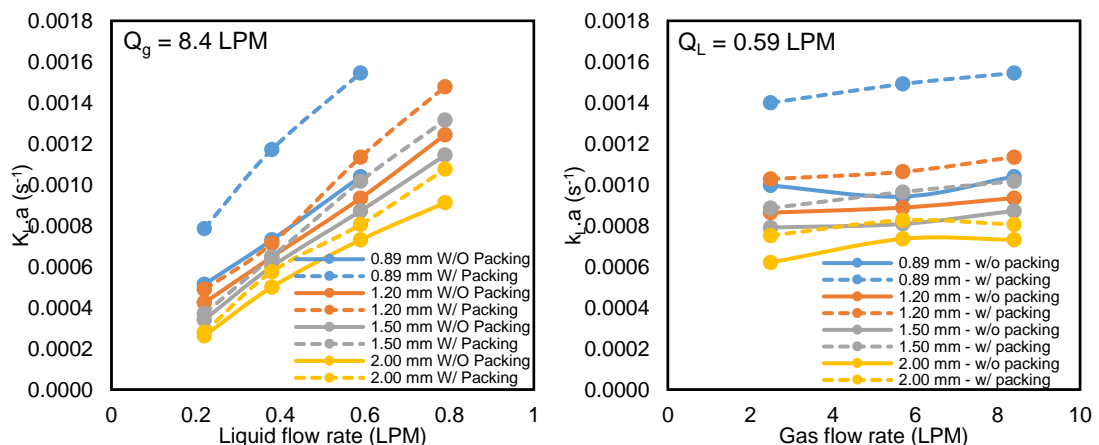 Q_g = 8.4 LPM
0.0018
0.0016
0.0014
0.0012
0.0010
0.0008
0.0006
0.0004
0.0002
0.0000
K_L.a (s⁻¹)
0.89 mm W/O Packing
0.89 mm W/ Packing
1.20 mm W/O Packing
1.20 mm W/ Packing
1.50 mm W/O Packing
1.50 mm W/ Packing
2.00 mm W/O Packing
2.00 mm W/ Packing
0 0.2 0.4 0.6 0.8 1
Liquid flow rate (LPM)
Q_L = 0.59 LPM
0.0018
0.0016
0.0014
0.0012
0.0010
0.0008
0.0006
0.0004
0.0002
0.0000
k_L.a (s⁻¹)
0.89 mm - w/o packing
0.89 mm - w/ packing
1.20 mm - w/o packing
1.20 mm - w/ packing
1.50 mm - w/o packing
1.50 mm - w/ packing
2.00 mm - w/o packing
2.00 mm - w/ packing
0 2 4 6 8 10
Gas flow rate (LPM)